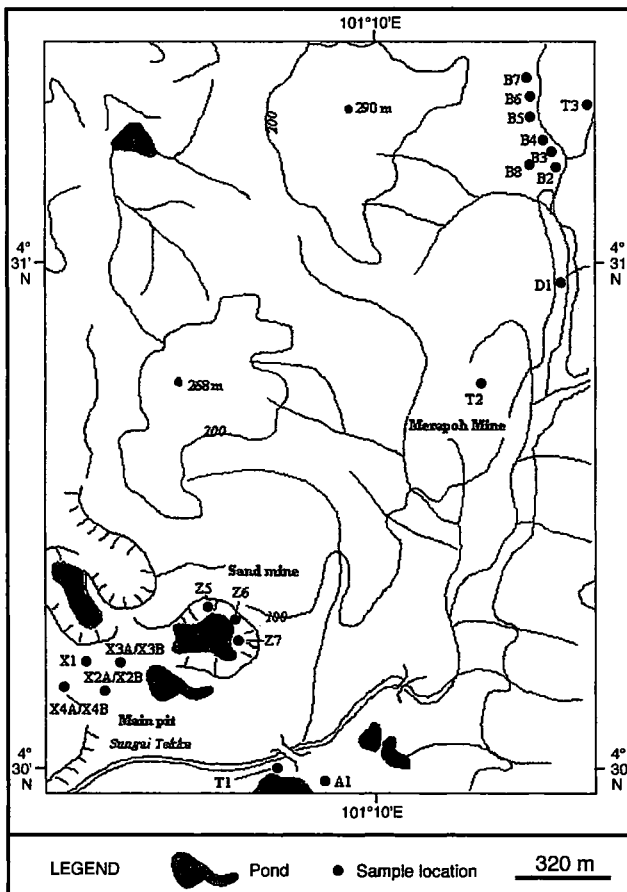 101°10'E
290 m
200
B7
B6
T3
B5
B4
B3
B8
B2
4°
31'
N
4°
31'
N
D1
268 m
T2
200
Merapoh Mine
Sand mine
Z5
Z6
100
Z7
X3A/X3B
X1
X2A/X2B
X4A/X4B
Main pit
Sungai Tekka
4°
30'
N
4°
30'
N
T1
A1
101°10'E
LEGEND
Pond
Sample location
320 m